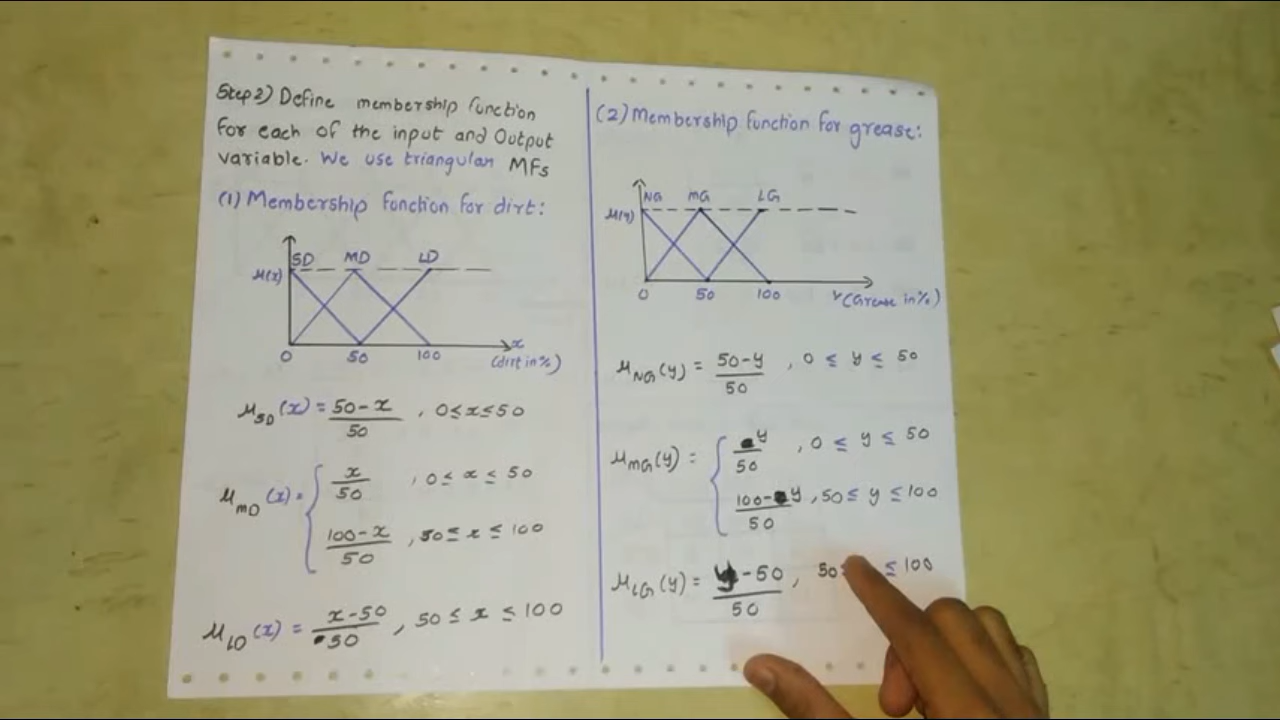 Step2) Define membership function
for each of the input and Output
variable. We use triangular MFs
(1) Membership function for dirt:
SD MD LD
μ(x)
0 50 100 x
(dirt in %)
μSD(x) = 50-x / 50 , 0≤x≤50
μMD(x) = { x / 50 , 0 ≤ x ≤ 50
100-x / 50 , 50 ≤ x ≤ 100
μLD(x) = x-50 / 50 , 50 ≤ x ≤ 100
(2) Membership function for grease:
NG MG LG
μ(y)
0 50 100 Y (Grease in %)
μNG(y) = 50-y / 50 , 0 ≤ y ≤ 50
μMG(y) = { y / 50 , 0 ≤ y ≤ 50
100-y / 50 , 50 ≤ y ≤ 100
μLG(y) = y-50 / 50 , 50 ≤ ≤ 100